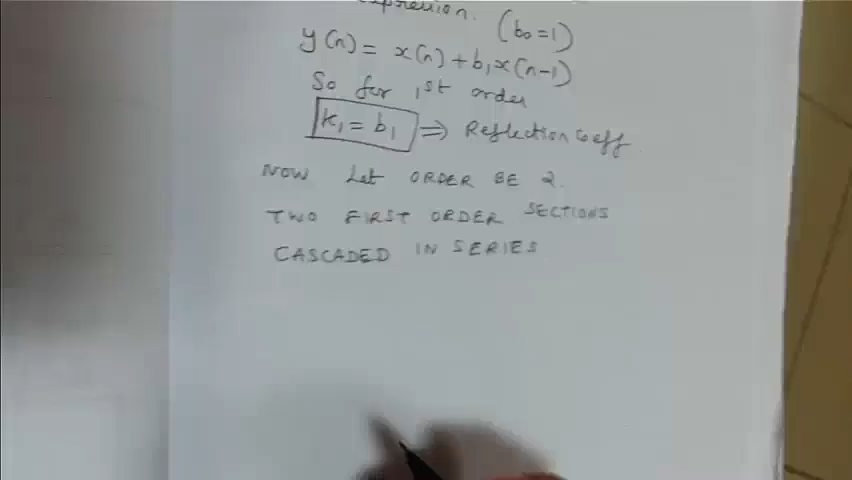 expression. (b₀=1)
y(n) = x(n) + b₁x(n-1)
So for 1st order
K₁ = b₁ ⇒ Reflection Coeff
NOW Let ORDER BE 2.
TWO FIRST ORDER SECTIONS
CASCADED IN SERIES